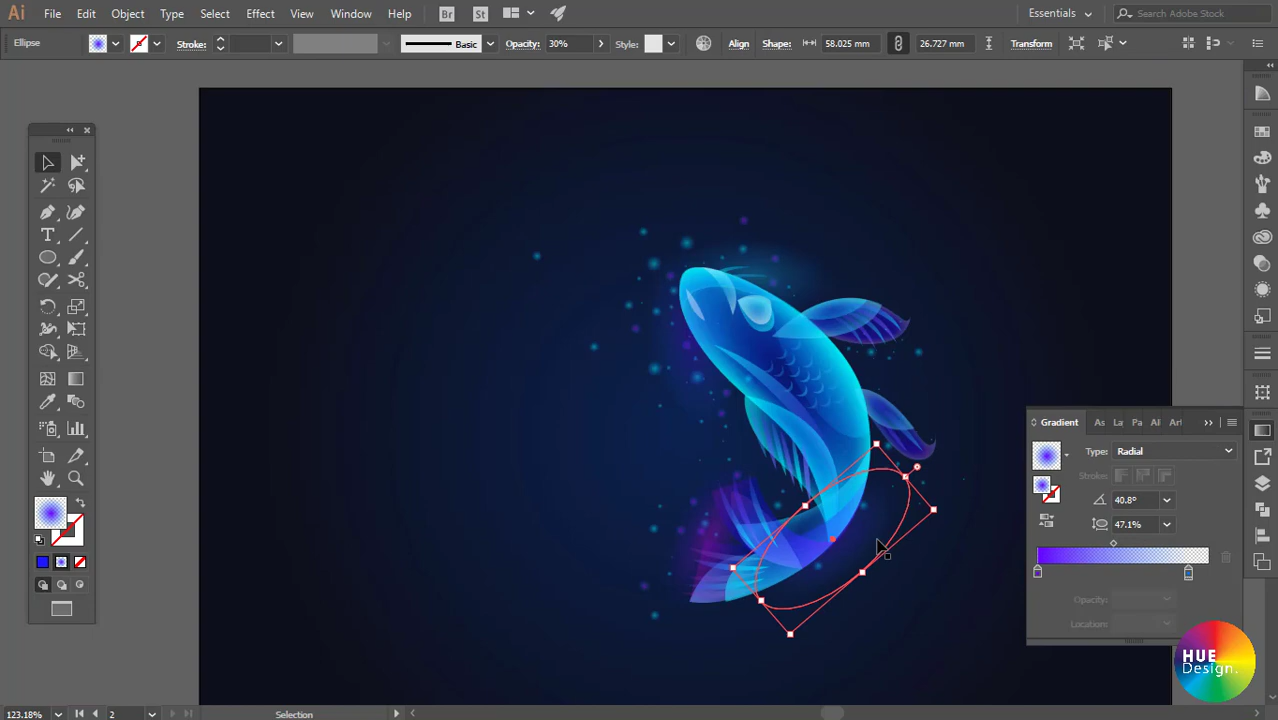 Ai File Edit Object Type Select Effect View Window Help Br St Essentials Search Adobe Stock
Ellipse Stroke: Basic Opacity: 30% Style: Align Shape: 58.025 mm 26.727 mm Transform
Gradient As La Pa Al Art
Type: Radial
Stroke:
40.8°
47.1%
Opacity:
Location:
HUE
Design.
123.18% 2 Selection